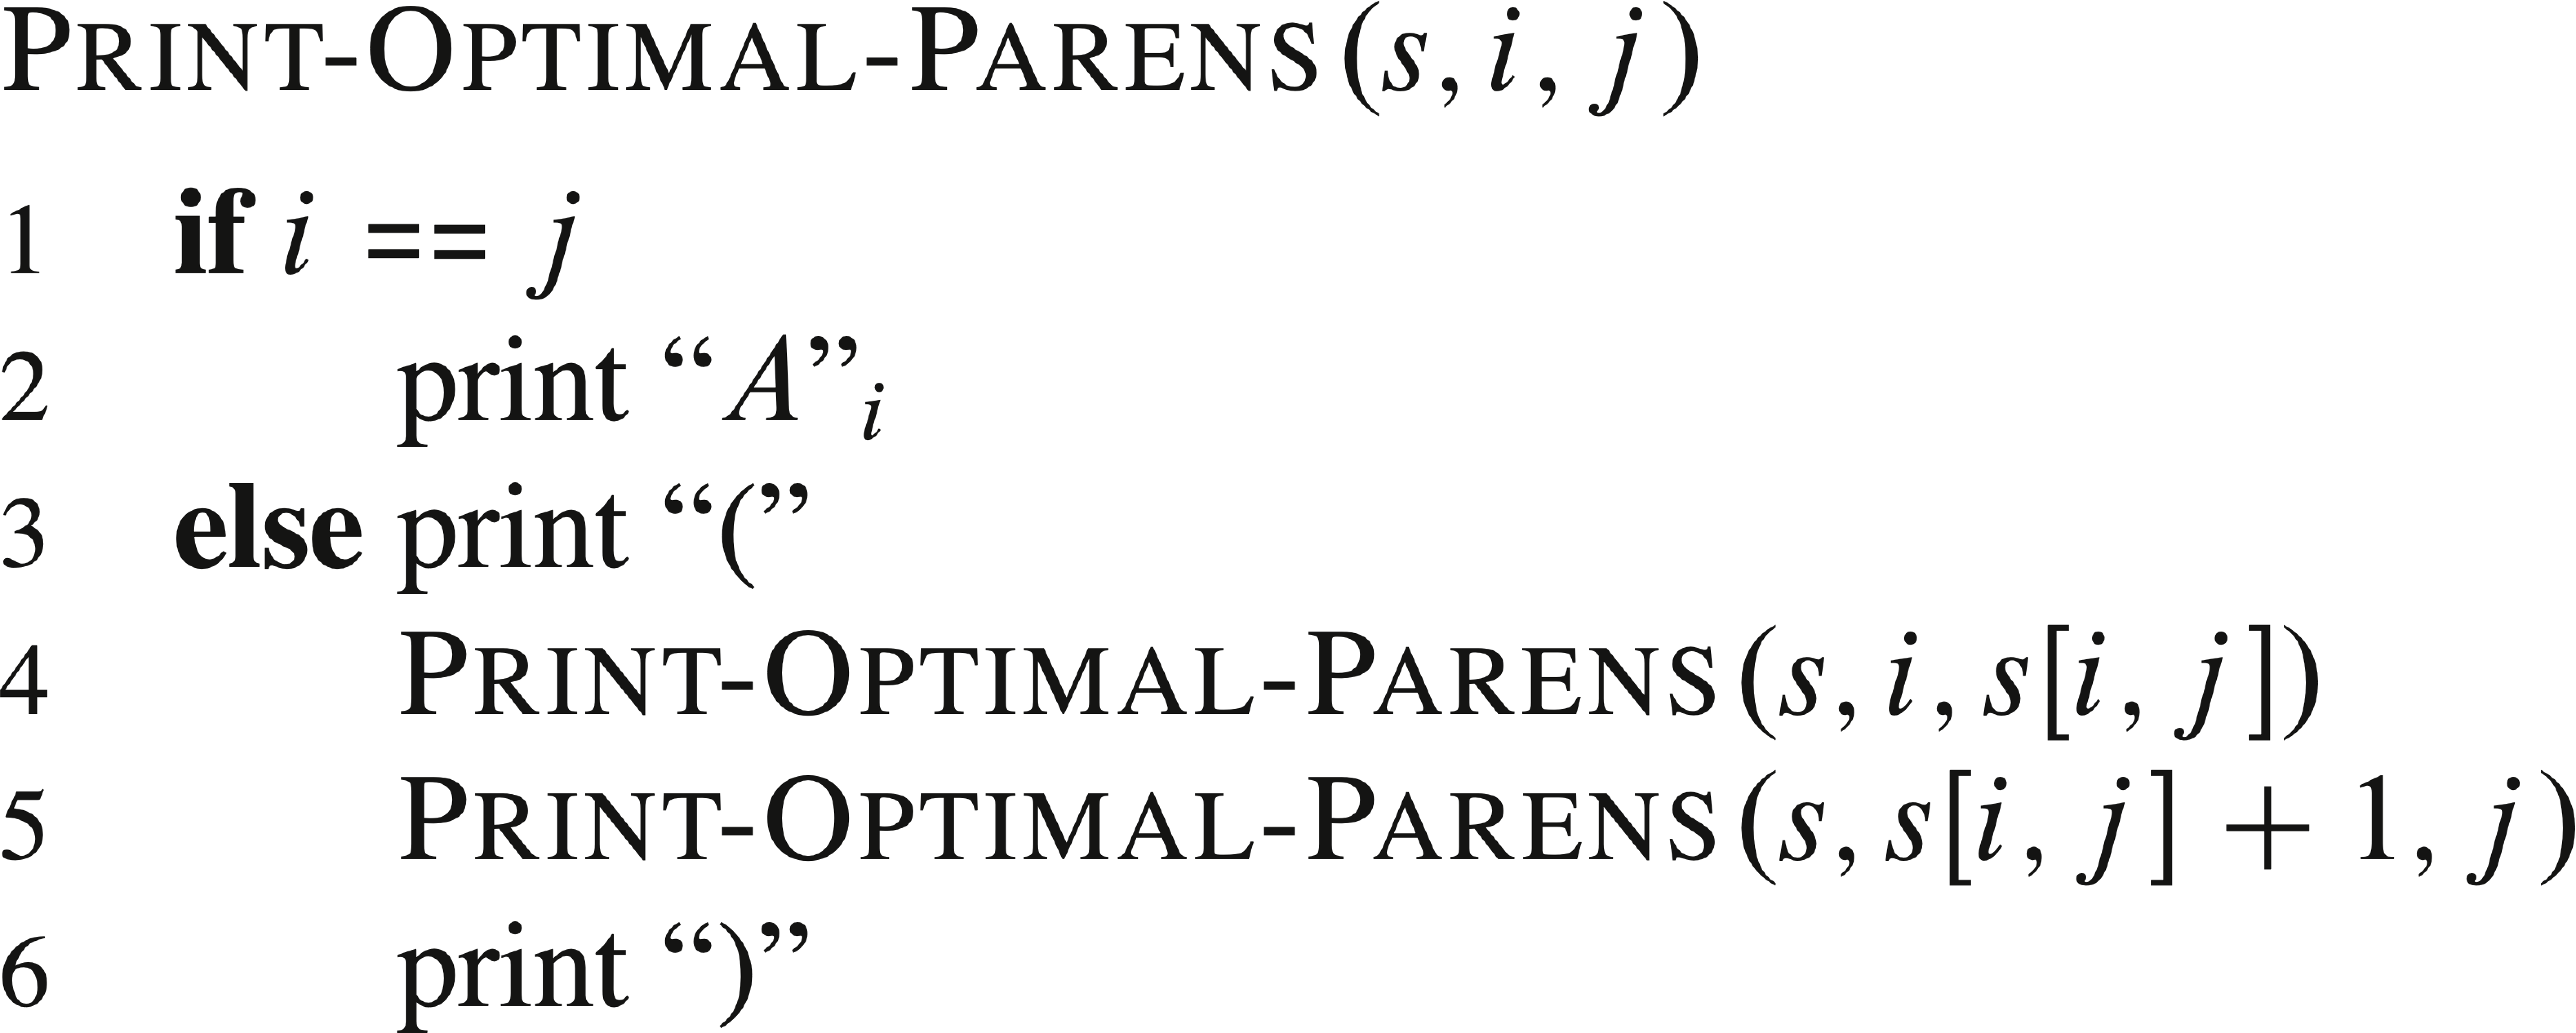 PRINT-OPTIMAL-PARENS(s, i, j)
1 if i == j
2 print “A”i
3 else print “(”
4 PRINT-OPTIMAL-PARENS(s, i, s[i, j])
5 PRINT-OPTIMAL-PARENS(s, s[i, j] + 1, j)
6 print “)”